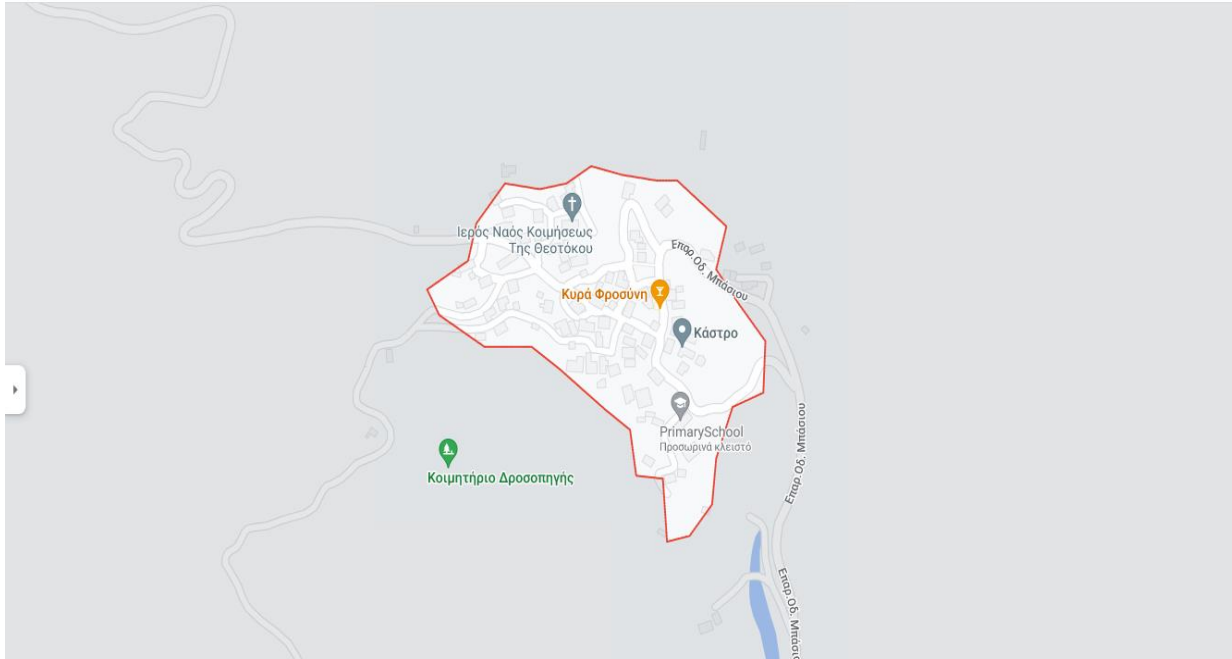 Ιερός Ναός Κοιμήσεως
Της Θεοτόκου
Επαρ.Οδ. Μπάσιου
Κυρά Φροσύνη
Κάστρο
PrimarySchool
Προσωρινά κλειστό
Επαρ.Οδ. Μπάσιου
Κοιμητήριο Δροσοπηγής
Επαρ.Οδ. Μπάσιου